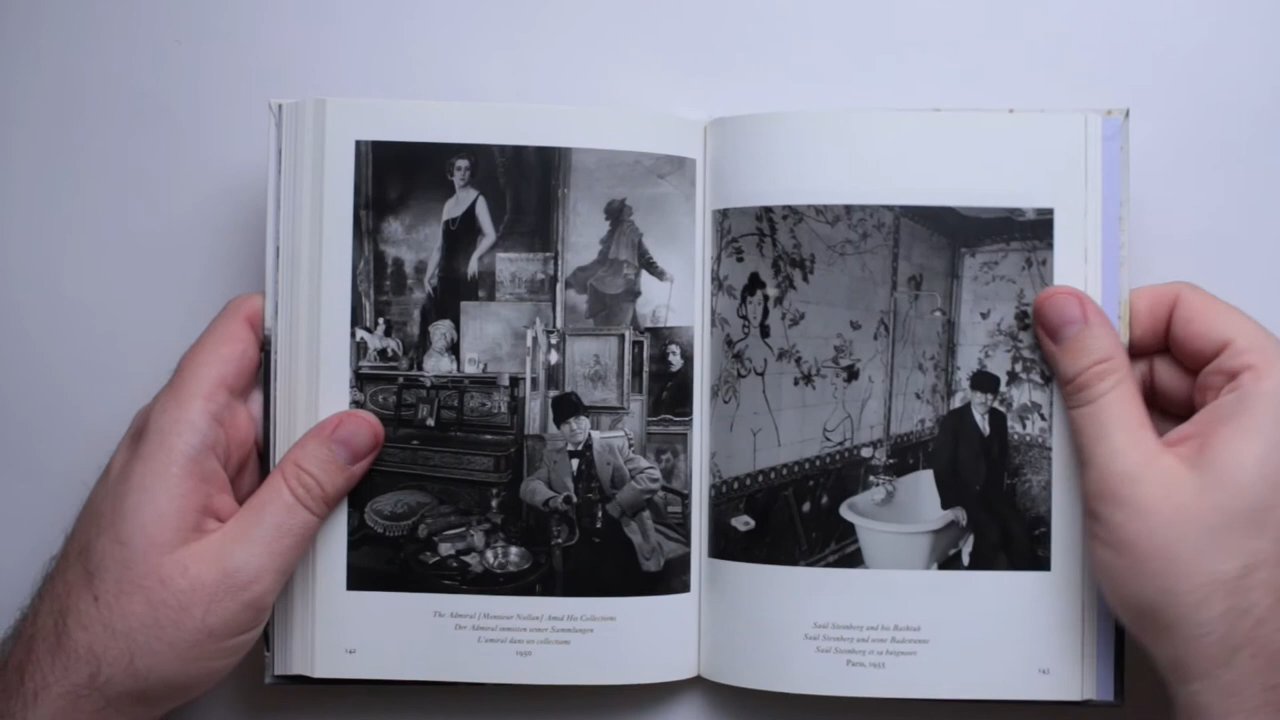 The Admiral [Monsieur Nollan] Amid His Collections
Der Admiral inmitten seiner Sammlungen
L'amiral dans ses collections
1950
142
Saül Steinberg und his Bathtub
Saül Steinberg und seine Badewanne
Saül Steinberg et sa baignoire
Paris, 1955
143